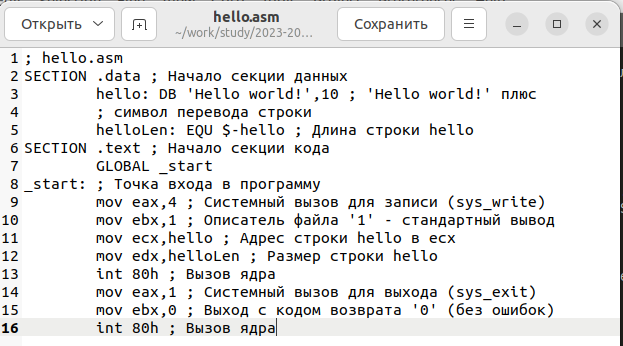 Открыть
hello.asm
~/work/study/2023-20...
Сохранить
1 ; hello.asm
2 SECTION .data ; Начало секции данных
3 hello: DB 'Hello world!',10 ; 'Hello world!' плюс
4 ; символ перевода строки
5 helloLen: EQU $-hello ; Длина строки hello
6 SECTION .text ; Начало секции кода
7 GLOBAL _start
8 _start: ; Точка входа в программу
9 mov eax,4 ; Системный вызов для записи (sys_write)
10 mov ebx,1 ; Описатель файла '1' - стандартный вывод
11 mov ecx,hello ; Адрес строки hello в ecx
12 mov edx,helloLen ; Размер строки hello
13 int 80h ; Вызов ядра
14 mov eax,1 ; Системный вызов для выхода (sys_exit)
15 mov ebx,0 ; Выход с кодом возврата '0' (без ошибок)
16 int 80h ; Вызов ядра